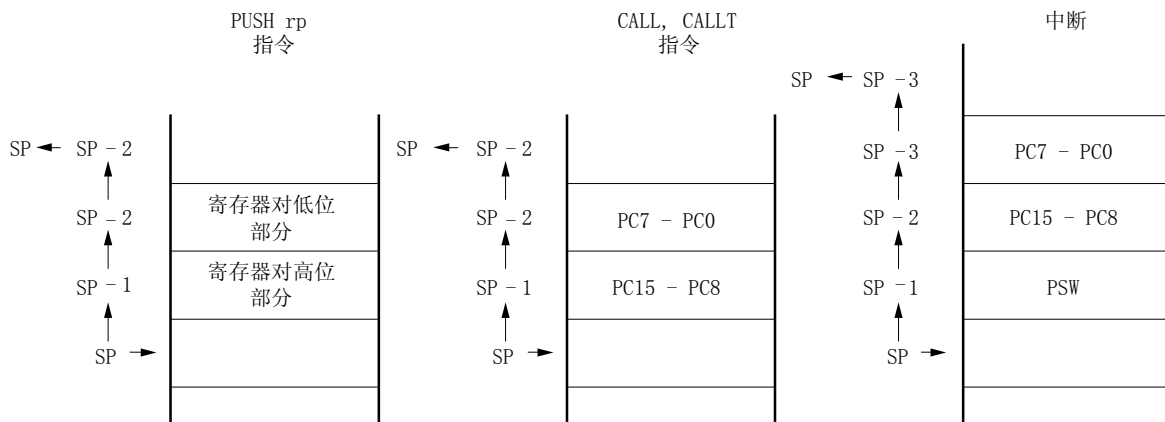 PUSH rp
指令
SP
SP－2
SP－2
SP－1
SP
寄存器对低位
部分
寄存器对高位
部分
CALL, CALLT
指令
SP
SP－2
SP－2
SP－1
SP
PC7 - PC0
PC15 - PC8
中断
SP
SP －3
SP －3
SP －2
SP －1
SP
PC7 - PC0
PC15 - PC8
PSW